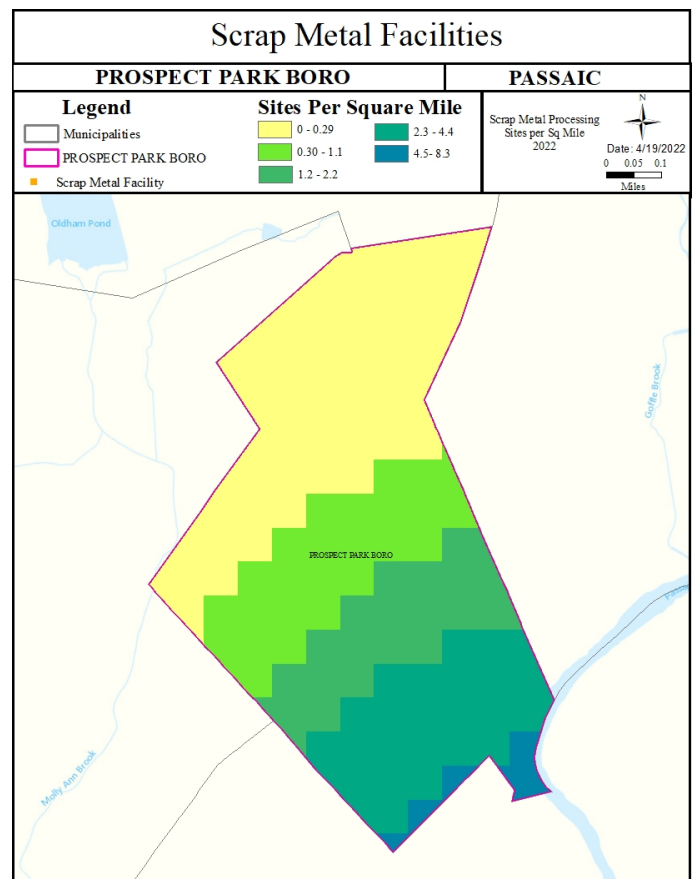 Scrap Metal Facilities
PROSPECT PARK BORO
PASSAIC
Legend
Municipalities
PROSPECT PARK BORO
Scrap Metal Facility
Sites Per Square Mile
0 - 0.29
0.30 - 1.1
1.2 - 2.2
2.3 - 4.4
4.5- 8.3
Scrap Metal Processing
Sites per Sq Mile
2022
N
Date: 4/19/2022
0 0.05 0.1
Miles
Oldham Pond
Goffle Brook
PROSPECT PARK BORO
Molly Ann Brook